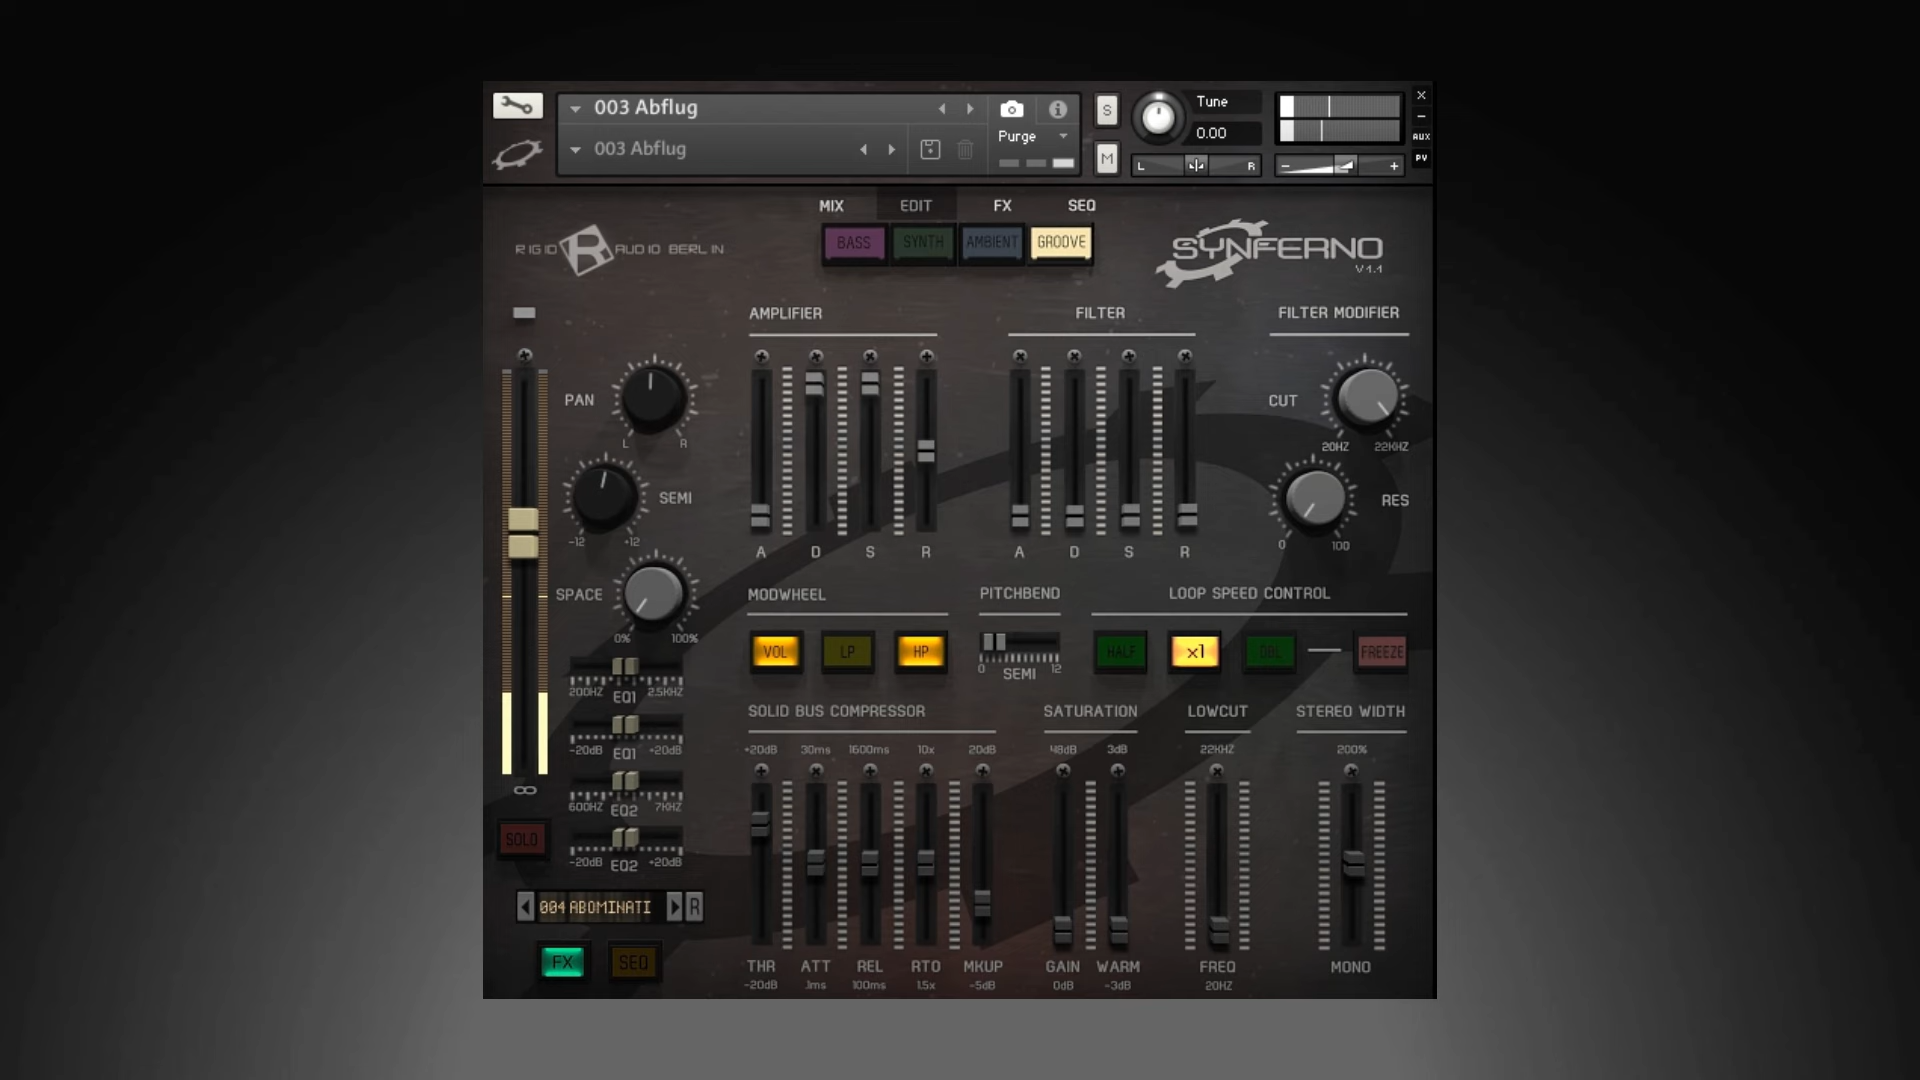 003 Abflug
003 Abflug
Purge
S
M
Tune
0.00
L R
- +
X
AUX
PV
MIX EDIT FX SEQ
RIGID R AUDIO BERLIN
BASS SYNTH AMBIENT GROOVE
SYNFERNO
V1.1
AMPLIFIER FILTER FILTER MODIFIER
PAN
L R
CUT
20HZ 22KHZ
SEMI
-12 +12
RES
0 100
A D S R A D S R
SPACE
0% 100%
MODWHEEL PITCHBEND LOOP SPEED CONTROL
VOL LP HP
0 12
SEMI
HALF x1 DBL FREEZE
200HZ EQ1 2.5KHZ
-20dB EQ1 +20dB
600HZ EQ2 7KHZ
-20dB EQ2 +20dB
SOLID BUS COMPRESSOR SATURATION LOWCUT STEREO WIDTH
+20dB 30ms 1600ms 10x 20dB 48dB 3dB 22KHZ 200%
∞
SOLO
004 ABOMINATI R
FX SEQ
THR ATT REL RTO MKUP GAIN WARM FREQ MONO
-20dB .1ms 100ms 1.5x -5dB 0dB -3dB 20HZ